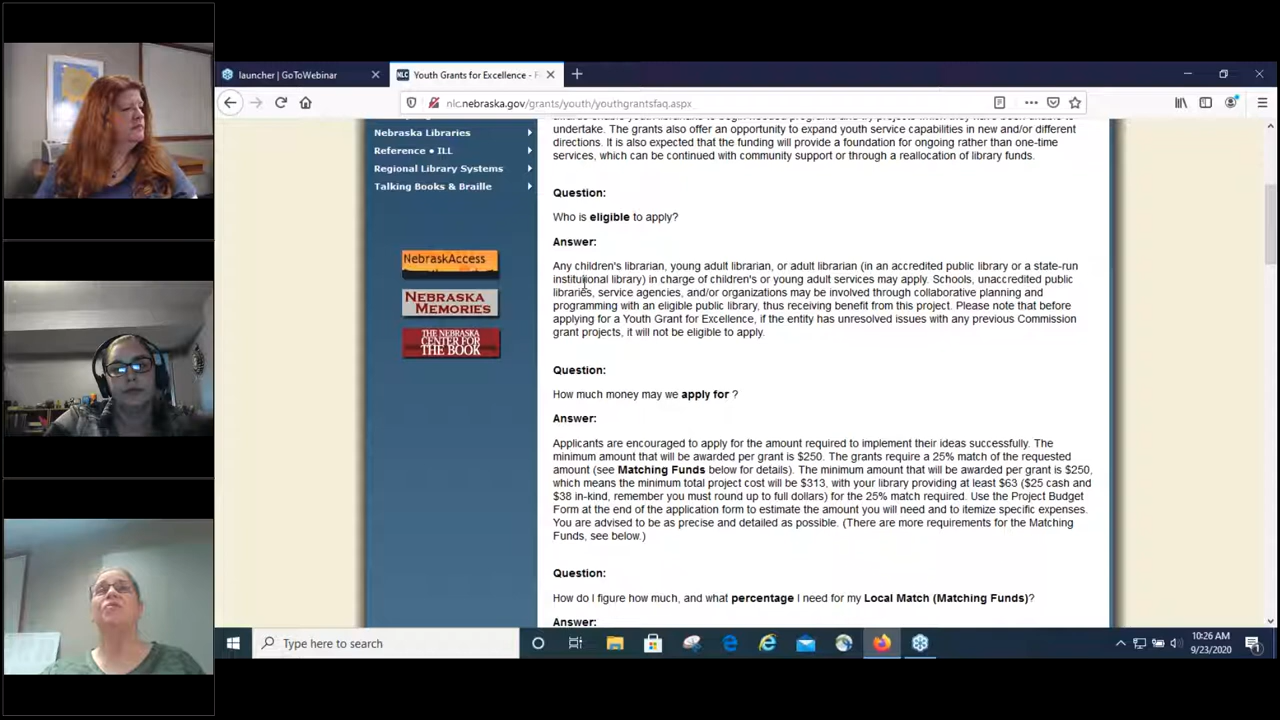 launcher | GoToWebinar
NLC Youth Grants for Excellence - F
nlc.nebraska.gov/grants/youth/youthgrantsfaq.aspx
Nebraska Libraries
Reference • ILL
Regional Library Systems
Talking Books & Braille
NebraskAccess
NEBRASKA
MEMORIES
THE NEBRASKA
CENTER FOR
THE BOOK
undertake. The grants also offer an opportunity to expand youth service capabilities in new and/or different
directions. It is also expected that the funding will provide a foundation for ongoing rather than one-time
services, which can be continued with community support or through a reallocation of library funds.
Question:
Who is eligible to apply?
Answer:
Any children's librarian, young adult librarian, or adult librarian (in an accredited public library or a state-run
institutional library) in charge of children's or young adult services may apply. Schools, unaccredited public
libraries, service agencies, and/or organizations may be involved through collaborative planning and
programming with an eligible public library, thus receiving benefit from this project. Please note that before
applying for a Youth Grant for Excellence, if the entity has unresolved issues with any previous Commission
grant projects, it will not be eligible to apply.
Question:
How much money may we apply for ?
Answer:
Applicants are encouraged to apply for the amount required to implement their ideas successfully. The
minimum amount that will be awarded per grant is $250. The grants require a 25% match of the requested
amount (see Matching Funds below for details). The minimum amount that will be awarded per grant is $250,
which means the minimum total project cost will be $313, with your library providing at least $63 ($25 cash and
$38 in-kind, remember you must round up to full dollars) for the 25% match required. Use the Project Budget
Form at the end of the application form to estimate the amount you will need and to itemize specific expenses.
You are advised to be as precise and detailed as possible. (There are more requirements for the Matching
Funds, see below.)
Question:
How do I figure how much, and what percentage I need for my Local Match (Matching Funds)?
Answer:
Type here to search
10:26 AM
9/23/2020